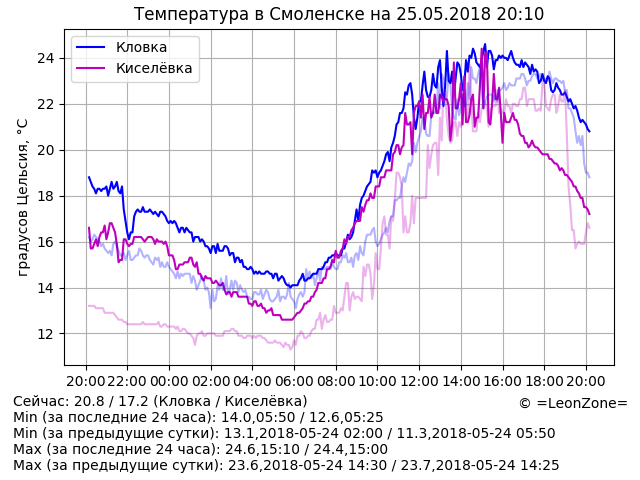 Температура в Смоленске на 25.05.2018 20:10
Кловка
Киселёвка
градусов Цельсия, °C
24
22
20
18
16
14
12
20:00 22:00 00:00 02:00 04:00 06:00 08:00 10:00 12:00 14:00 16:00 18:00 20:00
Сейчас: 20.8 / 17.2 (Кловка / Киселёвка)
© =LeonZone=
Min (за последние 24 часа): 14.0,05:50 / 12.6,05:25
Min (за предыдущие сутки): 13.1,2018-05-24 02:00 / 11.3,2018-05-24 05:50
Max (за последние 24 часа): 24.6,15:10 / 24.4,15:00
Max (за предыдущие сутки): 23.6,2018-05-24 14:30 / 23.7,2018-05-24 14:25